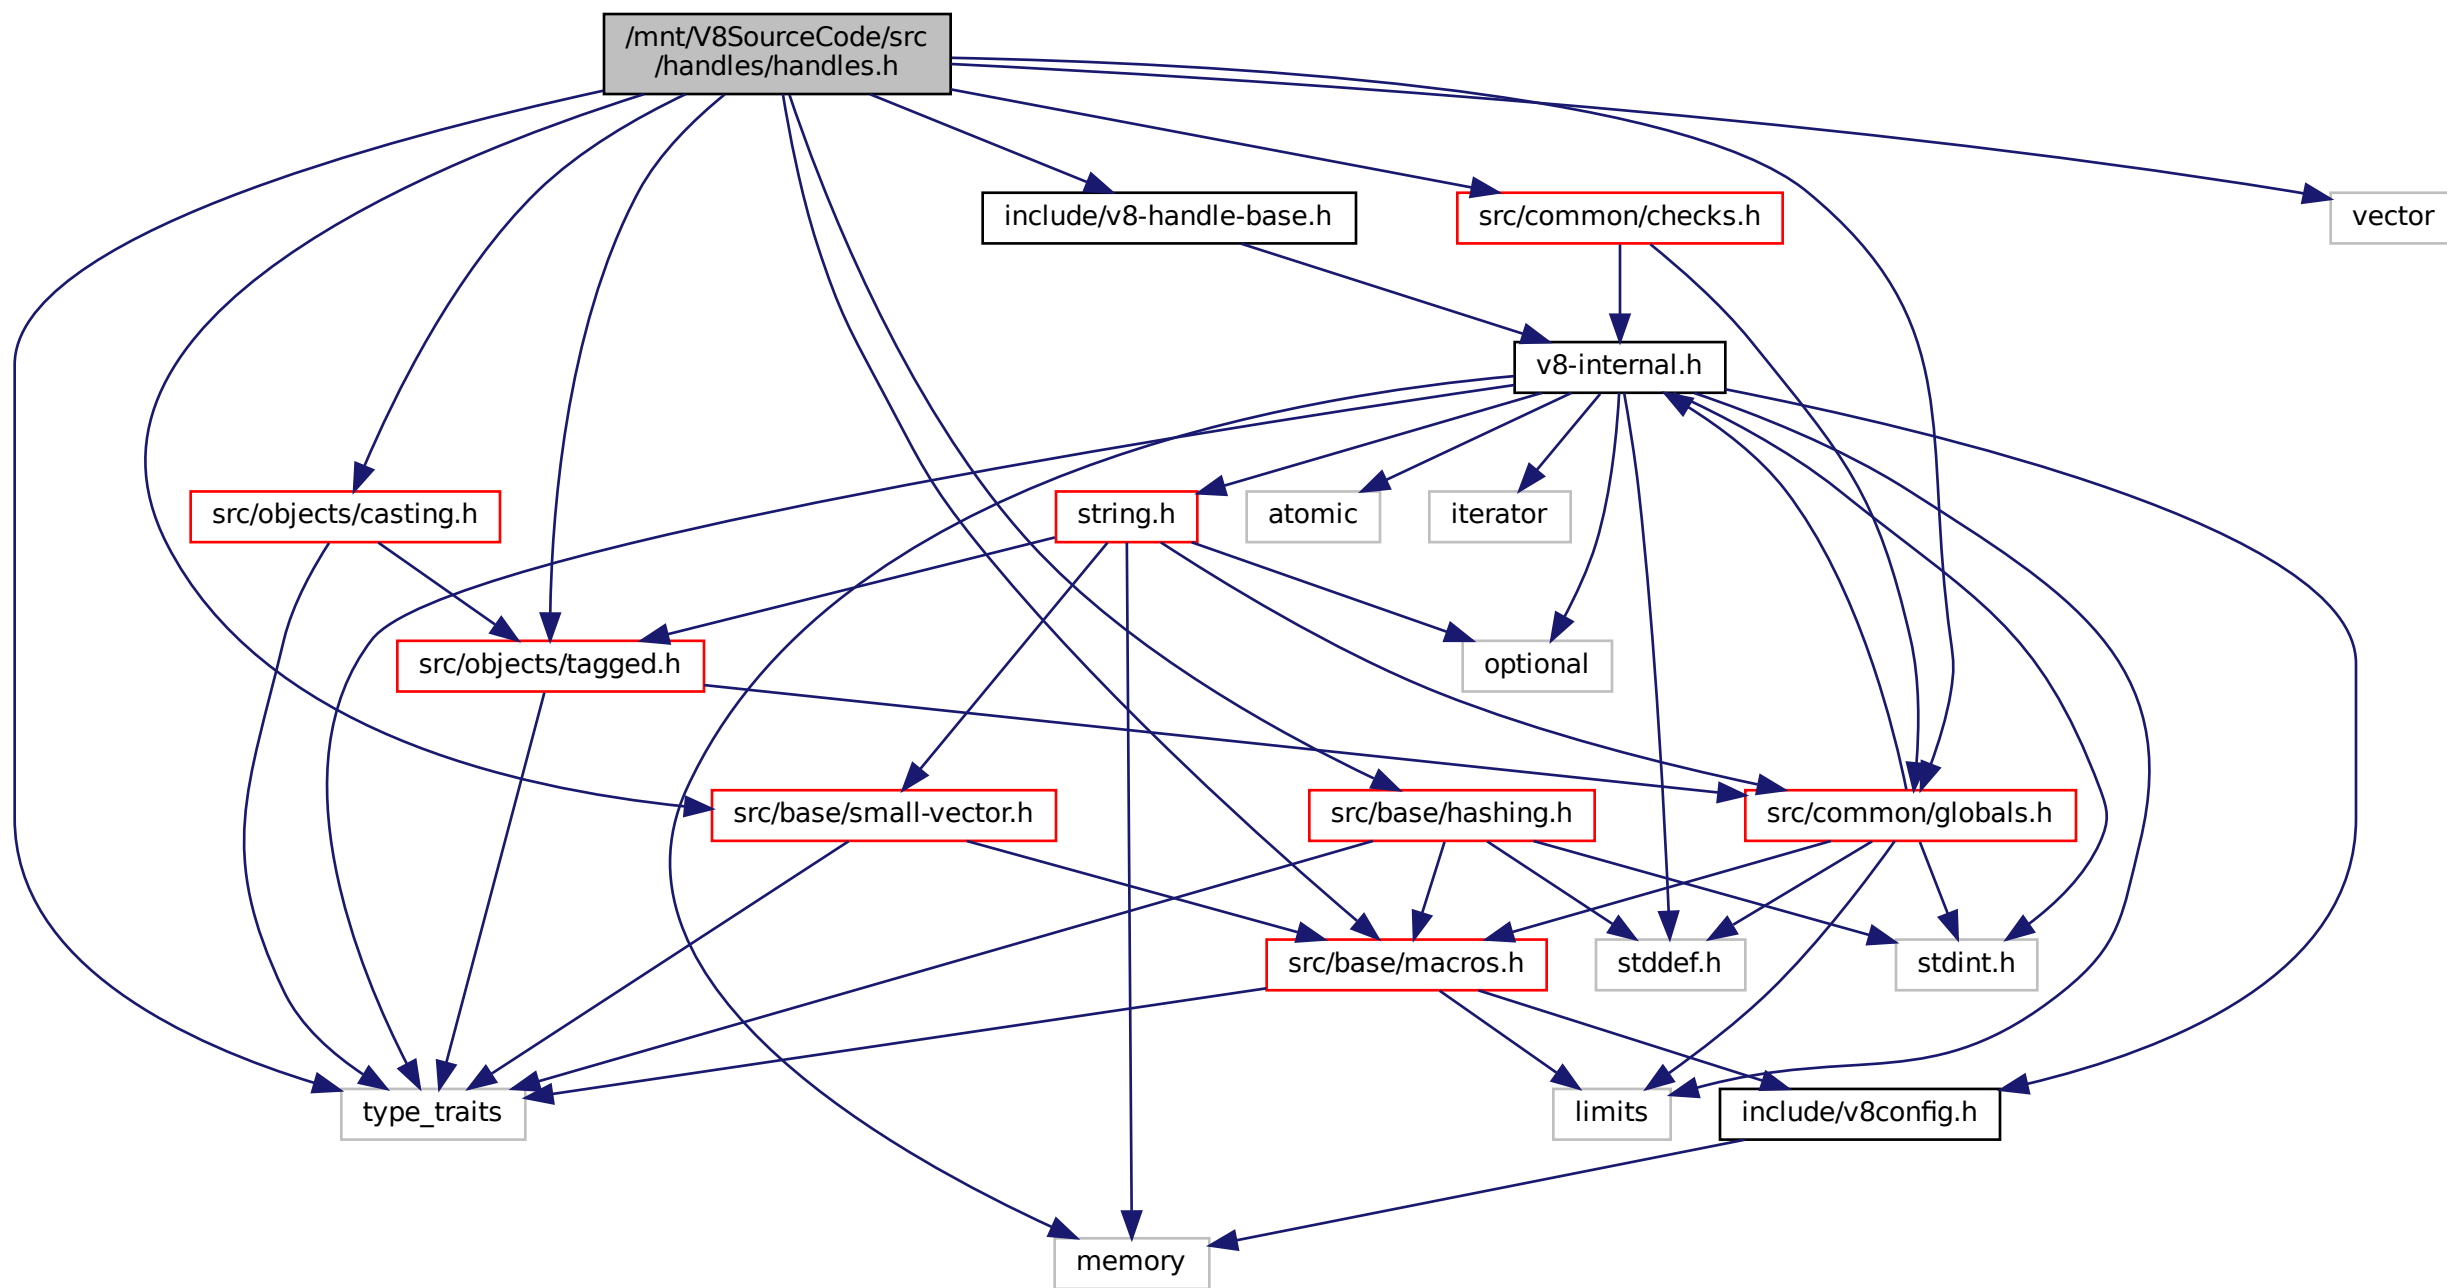 /mnt/V8SourceCode/src
/handles/handles.h
include/v8-handle-base.h
src/common/checks.h
vector
v8-internal.h
src/objects/casting.h
string.h
atomic
iterator
src/objects/tagged.h
optional
src/base/small-vector.h
src/base/hashing.h
src/common/globals.h
src/base/macros.h
stddef.h
stdint.h
type_traits
limits
include/v8config.h
memory